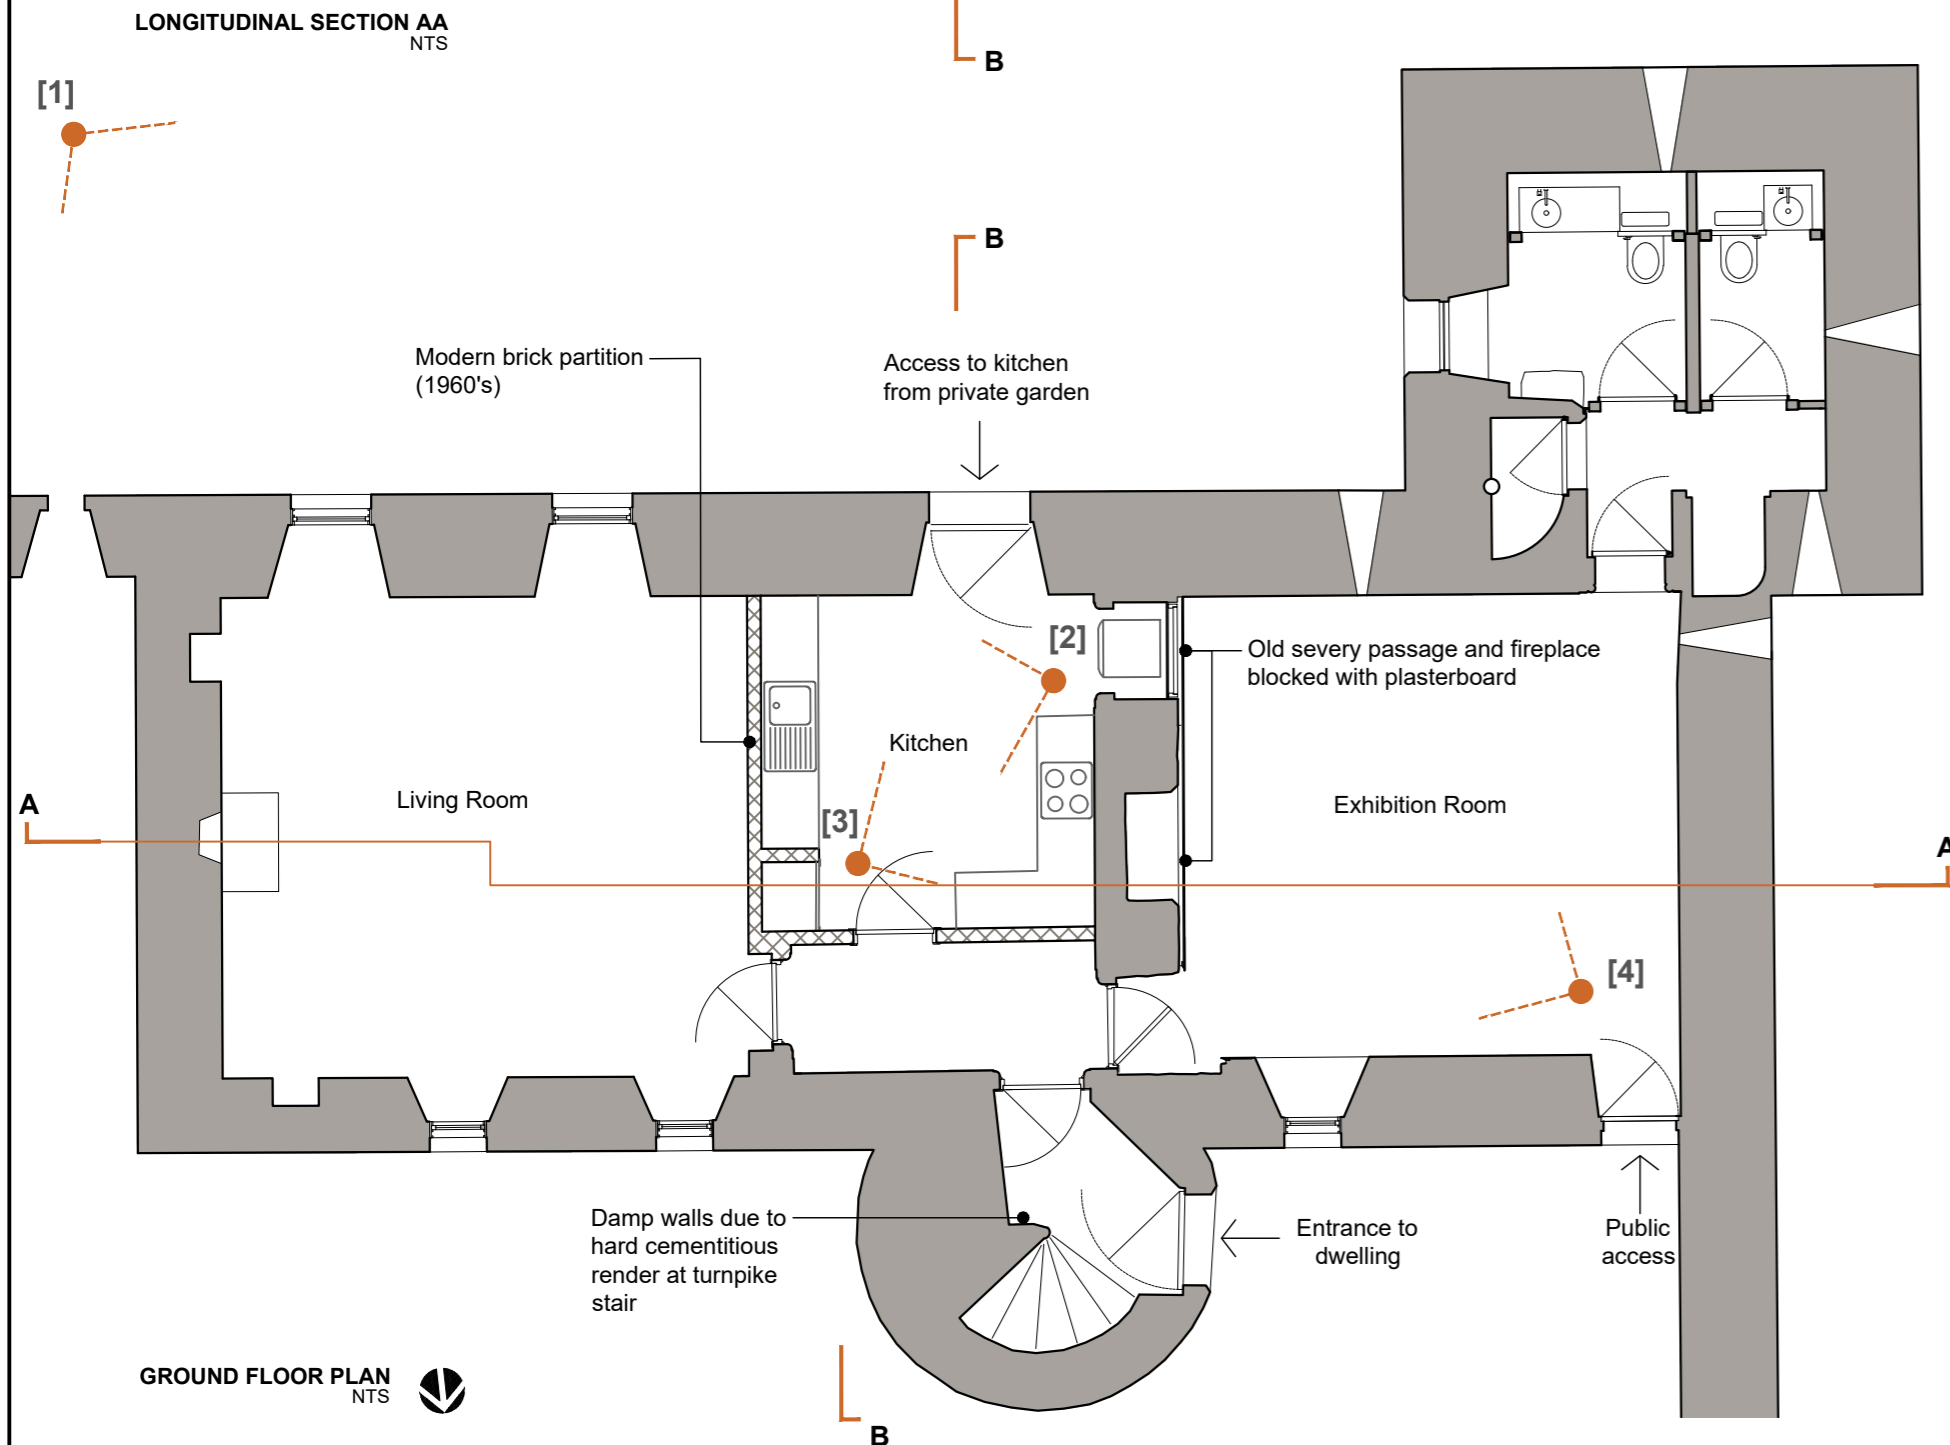 LONGITUDINAL SECTION AA
NTS
B
[1]
B
Modern brick partition
(1960's)
Access to kitchen
from private garden
[2]
Old severy passage and fireplace
blocked with plasterboard
Kitchen
Living Room
Exhibition Room
A
[3]
A
[4]
Damp walls due to
hard cementitious
render at turnpike
stair
Entrance to
dwelling
Public
access
GROUND FLOOR PLAN
NTS
B